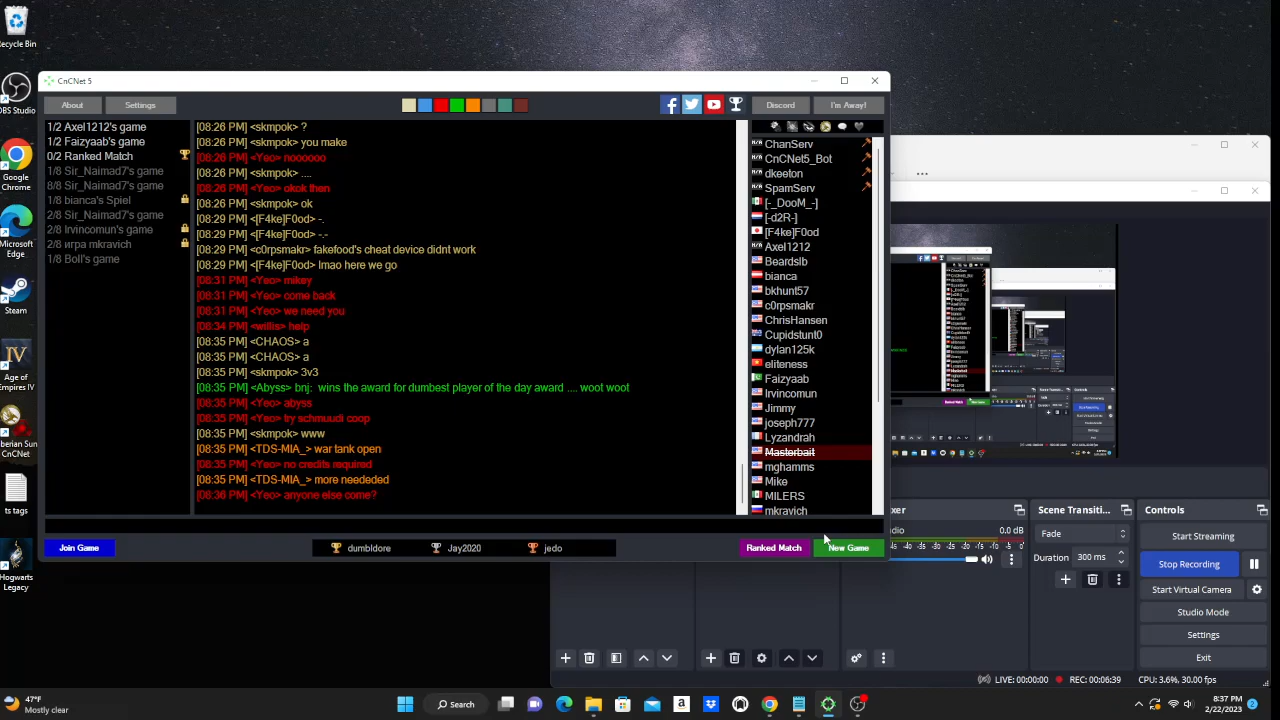 Recycle Bin
OBS Studio
Google
Chrome
Microsoft
Edge
Steam
Age of
Empires IV
CnCNet
ts tags
Hogwarts
Legacy
CnCNet 5
About
Settings
Discord
I'm Away!
1/2 Axel1212's game
1/2 Faizyaab's game
0/2 Ranked Match
1/8 Sir_Naimad7's game
8/8 Sir_Naimad7's game
1/8 bianca's Spiel
2/8 Sir_Naimad7's game
2/8 Irvincomun's game
2/8 игра mkravich
1/8 Boll's game
[08:26 PM] <skmpok> ?
[08:26 PM] <skmpok> you make
[08:26 PM] <Yeo> noooooo
[08:26 PM] <skmpok> ....
[08:26 PM] <Yeo> okok then
[08:26 PM] <skmpok> ok
[08:29 PM] <[F4ke]F0od> -.
[08:29 PM] <[F4ke]F0od> -.-
[08:29 PM] <c0rpsmakr> fakefood's cheat device didnt work
[08:29 PM] <[F4ke]F0od> lmao here we go
[08:31 PM] <Yeo> mikey
[08:31 PM] <Yeo> come back
[08:31 PM] <Yeo> we need you
[08:34 PM] <willis> help
[08:35 PM] <CHAOS> a
[08:35 PM] <CHAOS> a
[08:35 PM] <skmpok> 3v3
[08:35 PM] <Abyss> brij: wins the award for dumbest player of the day award .... woot woot
[08:35 PM] <Yeo> abyss
[08:35 PM] <Yeo> try schmuudi coop
[08:35 PM] <skmpok> www
[08:35 PM] <TDS-MIA_> war tank open
[08:35 PM] <Yeo> no credits required
[08:35 PM] <TDS-MIA_> more neededed
[08:36 PM] <Yeo> anyone else come?
ChanServ
CnCNet5_Bot
dkeeton
SpamServ
[-_DooM_-]
[-d2R-]
[F4ke]F0od
Axel1212
Beardslb
bianca
bkhunt57
c0rpsmakr
ChrisHansen
Cupidstunt0
dylan125k
eliteness
Faizyaab
Irvincomun
Jimmy
joseph777
Lyzandrah
Masterbait
mghamms
Mike
MILERS
mkravich
Join Game
dumbldore
Jay2020
jedo
Ranked Match
New Game
0.0 dB
-45 -40 -35 -30 -25 -20 -15 -10 -5 0
Scene Transiti...
Fade
Duration
300 ms
Controls
Start Streaming
Stop Recording
Start Virtual Camera
Studio Mode
Settings
Exit
LIVE: 00:00:00
REC: 00:06:39
CPU: 3.6%, 30.00 fps
47°F
Mostly clear
Search
8:37 PM
2/22/2023